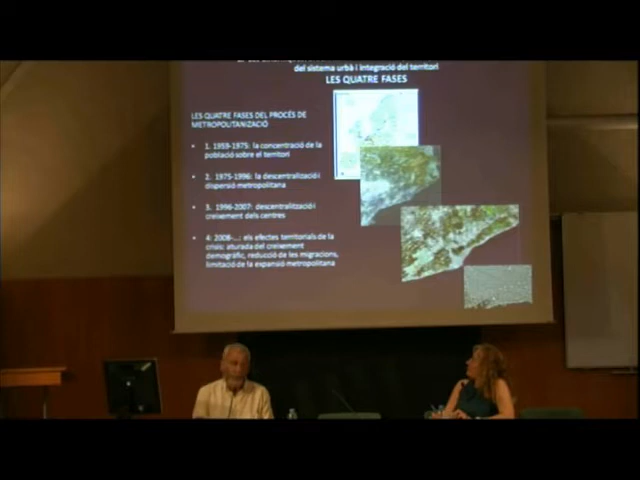 del sistema urbà i integració del territori
LES QUATRE FASES
LES QUATRE FASES DEL PROCÉS DE
METROPOLITANIZACIÓ
• 1. 1959-1975: la concentració de la
població sobre el territori
• 2. 1975-1996: la descentralització i
dispersió metropolitana
• 3. 1996-2007: descentralització i
creixement dels centres
• 4: 2008-...: els efectes territorials de la
crisis: aturada del creixement
demogràfic, reducció de les migracions,
limitació de la expansió metropolitana